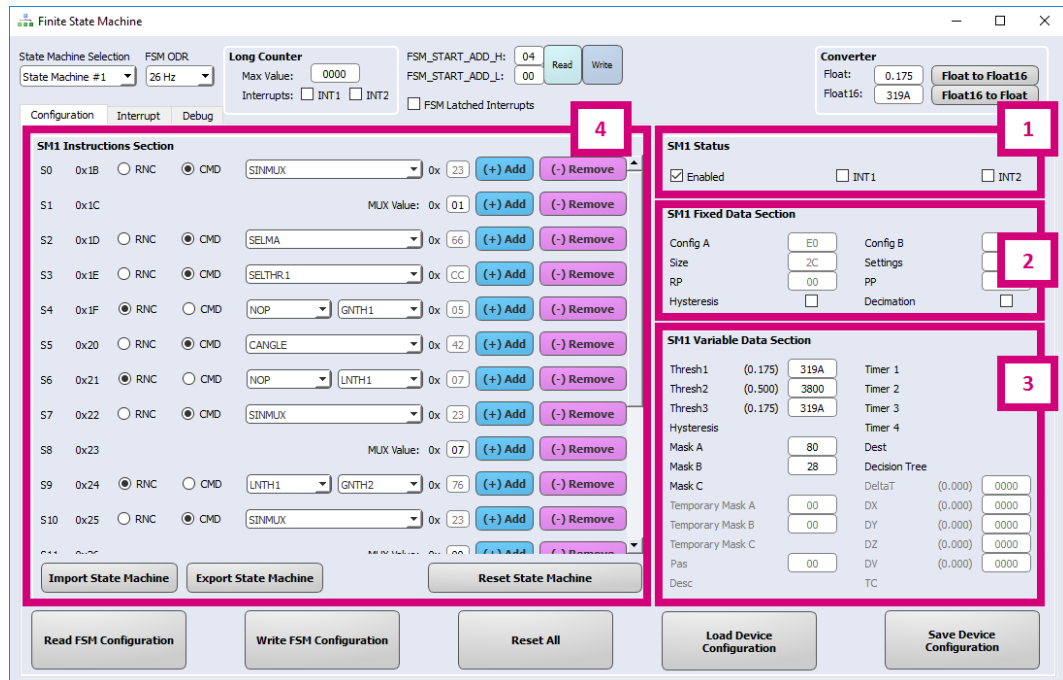 Finite State Machine
State Machine Selection FSM ODR Long Counter FSM_START_ADD_H: 04 Read Write Converter
State Machine #1 26 Hz Max Value: 0000 FSM_START_ADD_L: 00 Float: 0.175 Float to Float16
Interrupts: INT1 INT2 FSM Latched Interrupts Float16: 319A Float16 to Float
Configuration Interrupt Debug
4
SM1 Instructions Section
S0 0x1B RNC CMD SINMUX 0x 23 (+) Add (-) Remove
S1 0x1C MUX Value: 0x 01 (+) Add (-) Remove
S2 0x1D RNC CMD SELMA 0x 66 (+) Add (-) Remove
S3 0x1E RNC CMD SELTHR1 0x CC (+) Add (-) Remove
S4 0x1F RNC CMD NOP GNTH1 0x 05 (+) Add (-) Remove
S5 0x20 RNC CMD CANGLE 0x 42 (+) Add (-) Remove
S6 0x21 RNC CMD NOP LNTH1 0x 07 (+) Add (-) Remove
S7 0x22 RNC CMD SINMUX 0x 23 (+) Add (-) Remove
S8 0x23 MUX Value: 0x 07 (+) Add (-) Remove
S9 0x24 RNC CMD LNTH1 GNTH2 0x 76 (+) Add (-) Remove
S10 0x25 RNC CMD SINMUX 0x 23 (+) Add (-) Remove
Import State Machine Export State Machine Reset State Machine
1
SM1 Status
Enabled INT1 INT2
2
SM1 Fixed Data Section
Config A E0 Config B
Size 2C Settings
RP 00 PP
Hysteresis Decimation
3
SM1 Variable Data Section
Thresh1 (0.175) 319A Timer 1
Thresh2 (0.500) 3800 Timer 2
Thresh3 (0.175) 319A Timer 3
Hysteresis Timer 4
Mask A 80 Dest
Mask B 28 Decision Tree
Mask C DeltaT (0.000) 0000
Temporary Mask A 00 DX (0.000) 0000
Temporary Mask B 00 DY (0.000) 0000
Temporary Mask C DZ (0.000) 0000
Pas 00 DV (0.000) 0000
Desc TC
Read FSM Configuration Write FSM Configuration Reset All Load Device Configuration Save Device Configuration